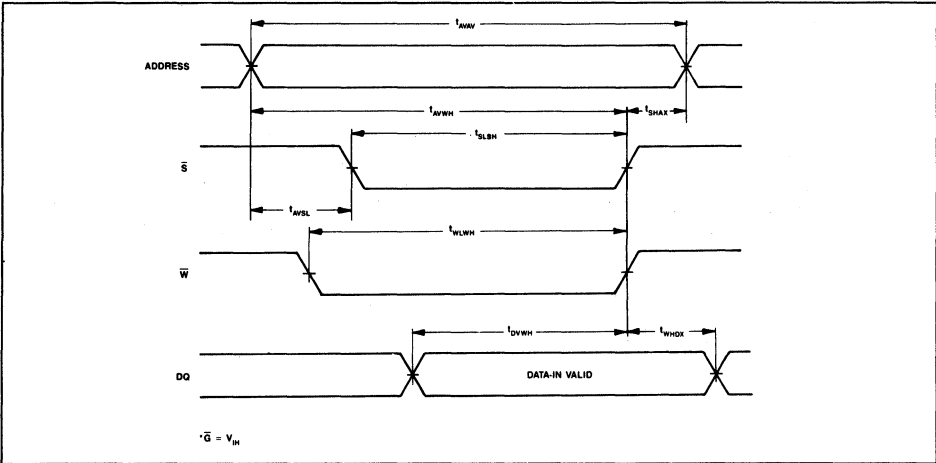 tAVAV
ADDRESS
tAVWH
tSHAX
tSLSH
S̅
tAVSL
tWLWH
W̅
tDVWH
tWHDX
DQ
DATA-IN VALID
*G̅ = VIH